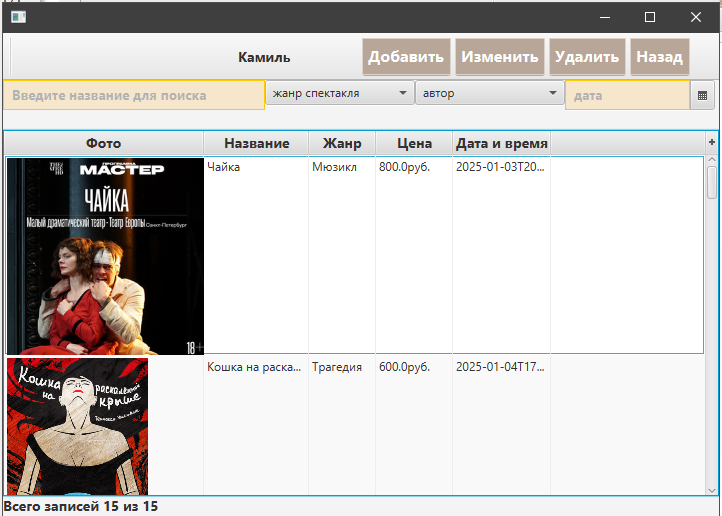 Камиль
Добавить Изменить Удалить Назад
Введите название для поиска жанр спектакля автор дата
Фото Название Жанр Цена Дата и время +
ПРОГРАММА
МАСТЕР
ЧАЙКА
Малый драматический театр - Театр Европы Санкт-Петербург
18+
Чайка Мюзикл 800.0руб. 2025-01-03T20...
Кошка на раскалённой крыше
Кошка на раска... Трагедия 600.0руб. 2025-01-04T17...
Всего записей 15 из 15